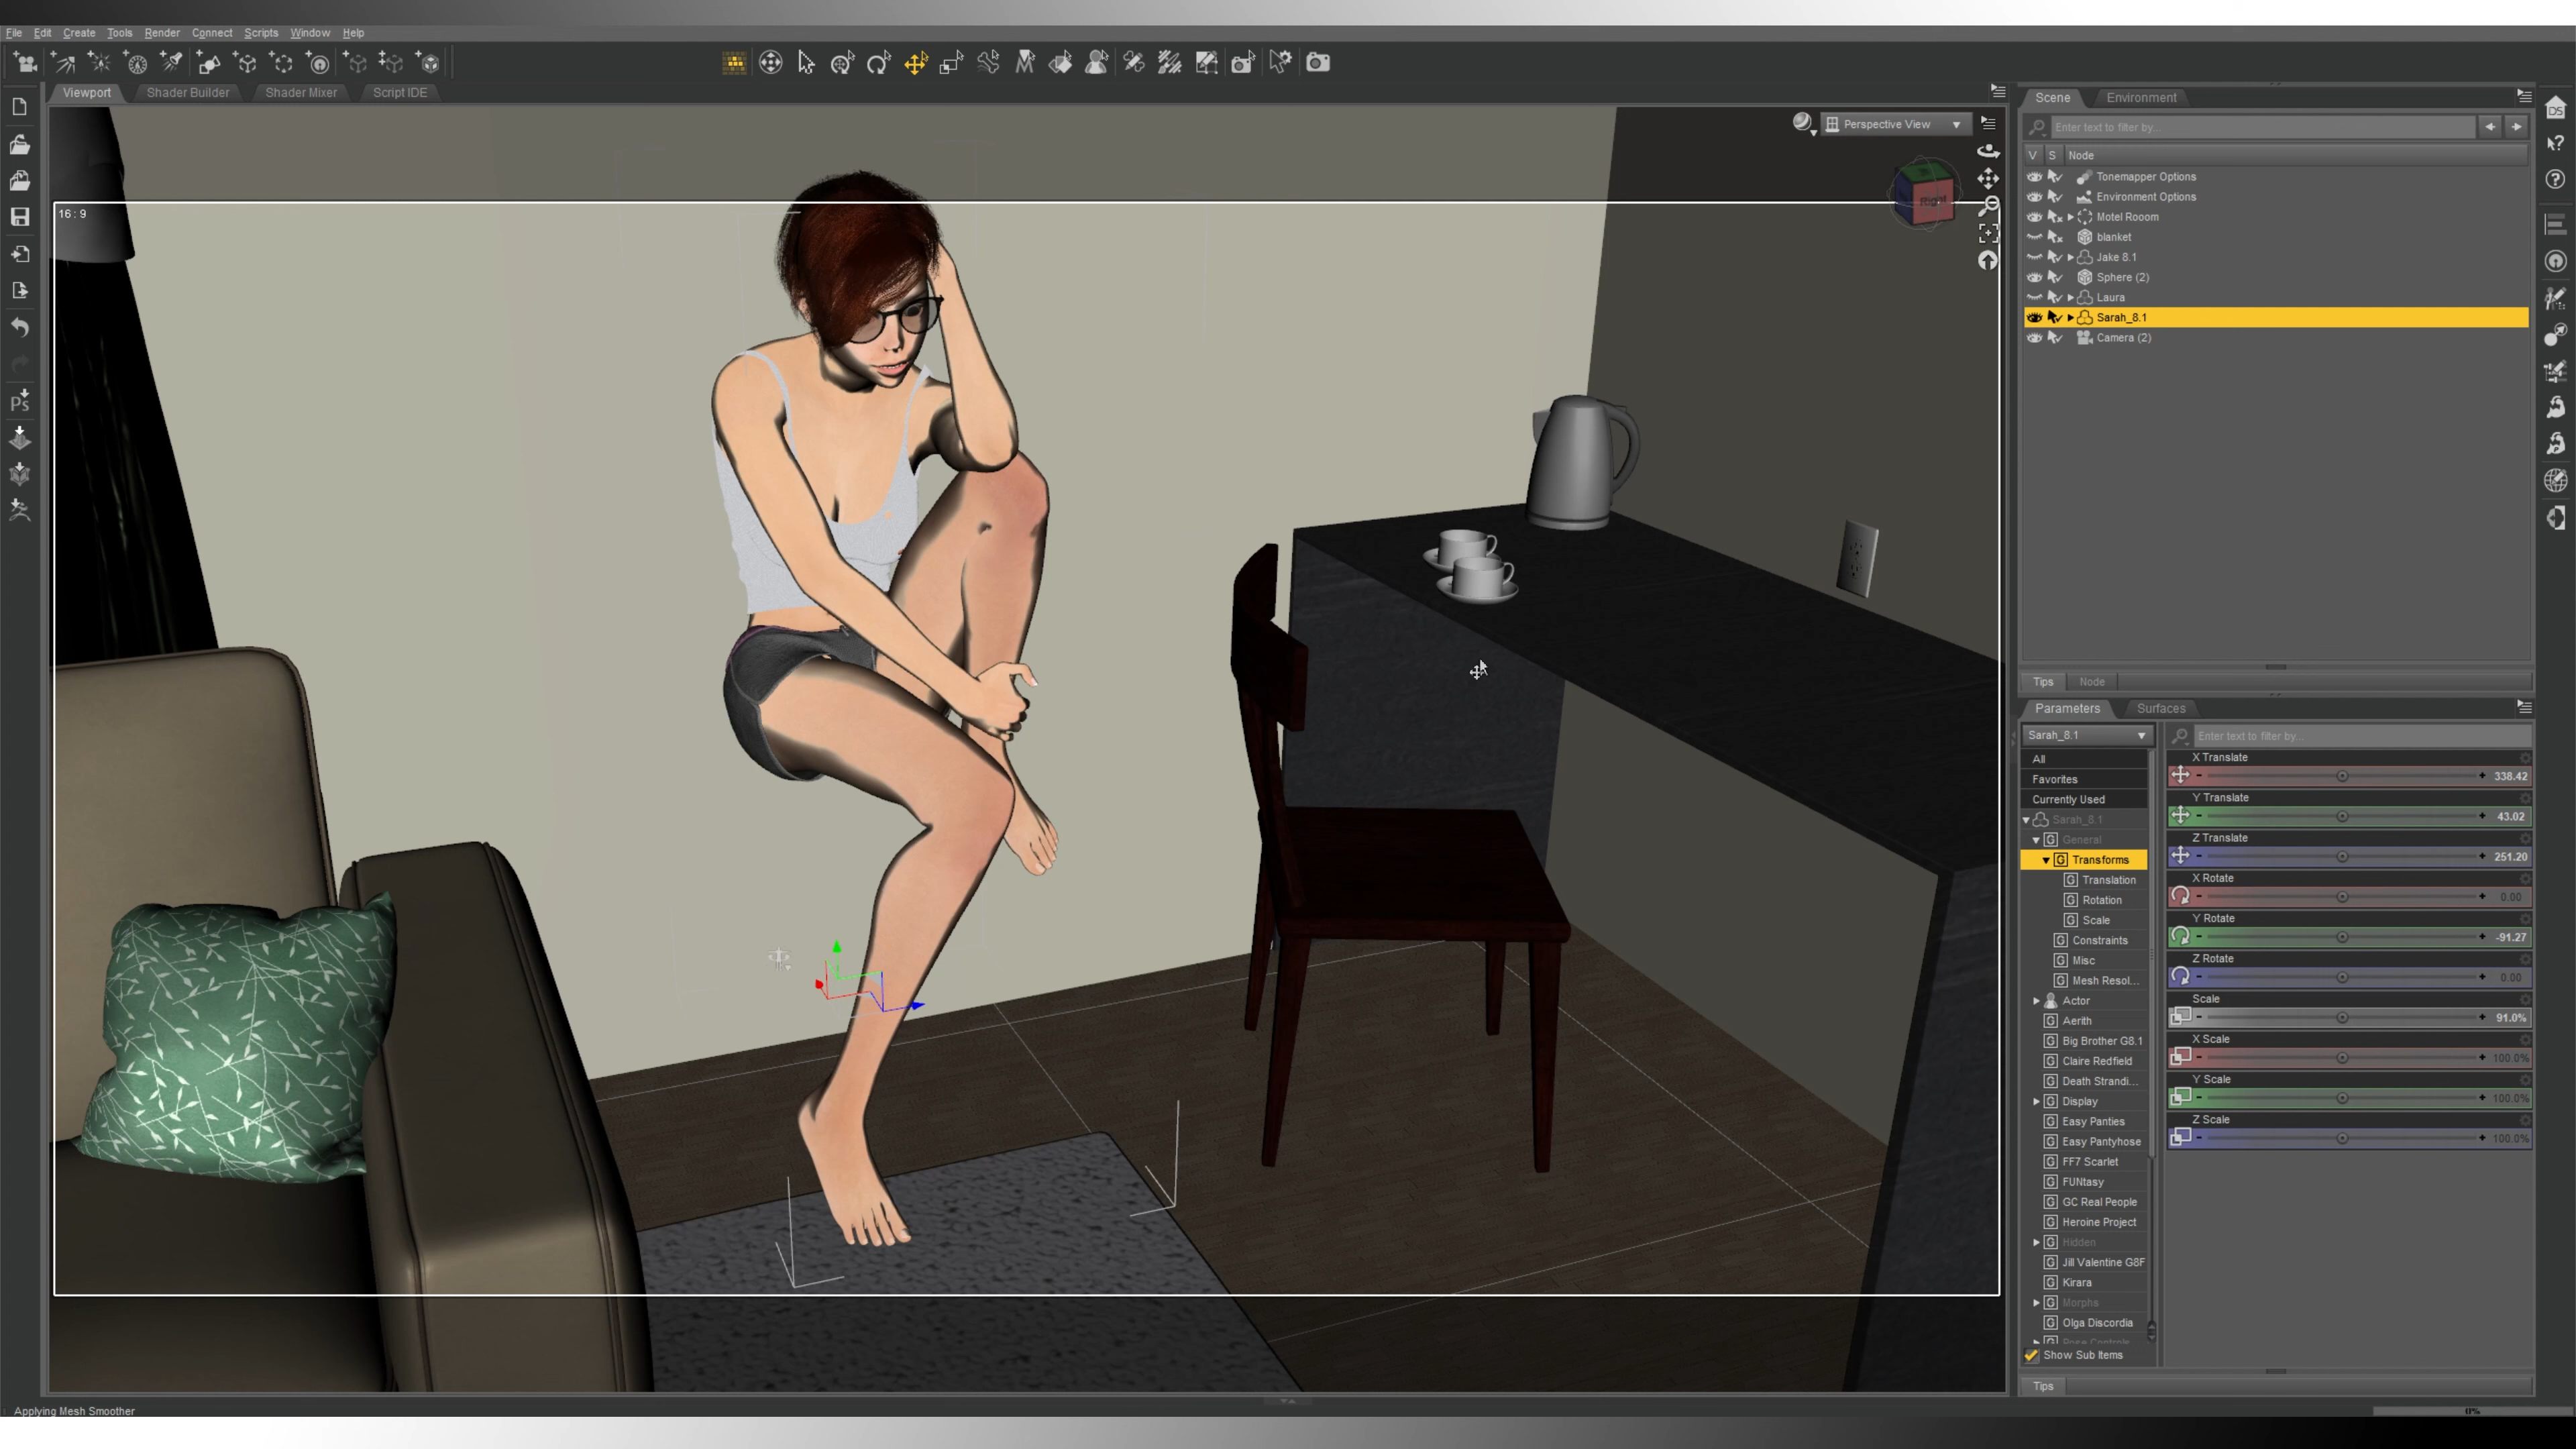 File Edit Create Tools Render Connect Scripts Window Help
Viewport Shader Builder Shader Mixer Script IDE
Perspective View
16 : 9
Right
Ps
Scene Environment
Enter text to filter by...
V S Node
Tonemapper Options
Environment Options
Motel Rooom
blanket
Jake 8.1
Sphere (2)
Laura
Sarah_8.1
Camera (2)
DS
Tips Node
Parameters Surfaces
Sarah_8.1
Enter text to filter by...
All
Favorites
Currently Used
Sarah_8.1
General
Transforms
Translation
Rotation
Scale
Constraints
Misc
Mesh Resol...
Actor
Aerith
Big Brother G8.1
Claire Redfield
Death Strandi...
Display
Easy Panties
Easy Pantyhose
FF7 Scarlet
FUNtasy
GC Real People
Heroine Project
Hidden
Jill Valentine G8F
Kirara
Morphs
Olga Discordia
Pose Controls
Show Sub Items
X Translate
338.42
Y Translate
43.02
Z Translate
251.20
X Rotate
0.00
Y Rotate
-91.27
Z Rotate
0.00
Scale
91.0%
X Scale
100.0%
Y Scale
100.0%
Z Scale
100.0%
Tips
Applying Mesh Smoother
0%